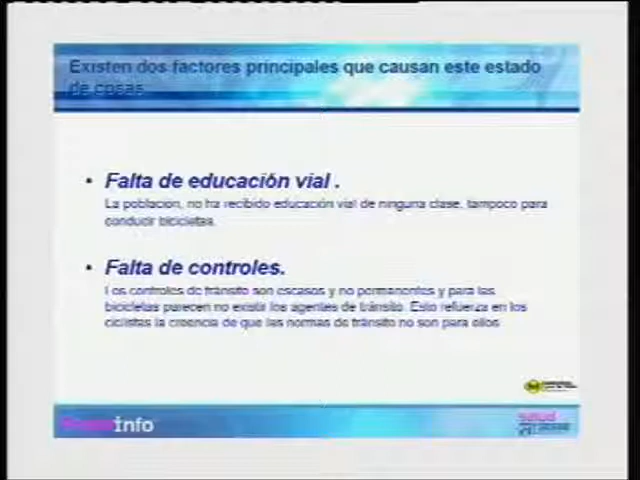 Existen dos factores principales que causan este estado
de cosas
• Falta de educación vial .
La población, no ha recibido educación vial de ninguna clase, tampoco para
conducir bicicletas.
• Falta de controles.
Los controles de tránsito son escasos y no permanentes y para las
bicicletas parecen no existir los agentes de tránsito. Esto refuerza en los
ciclistas la creencia de que las normas de tránsito no son para ellos
Info
salud